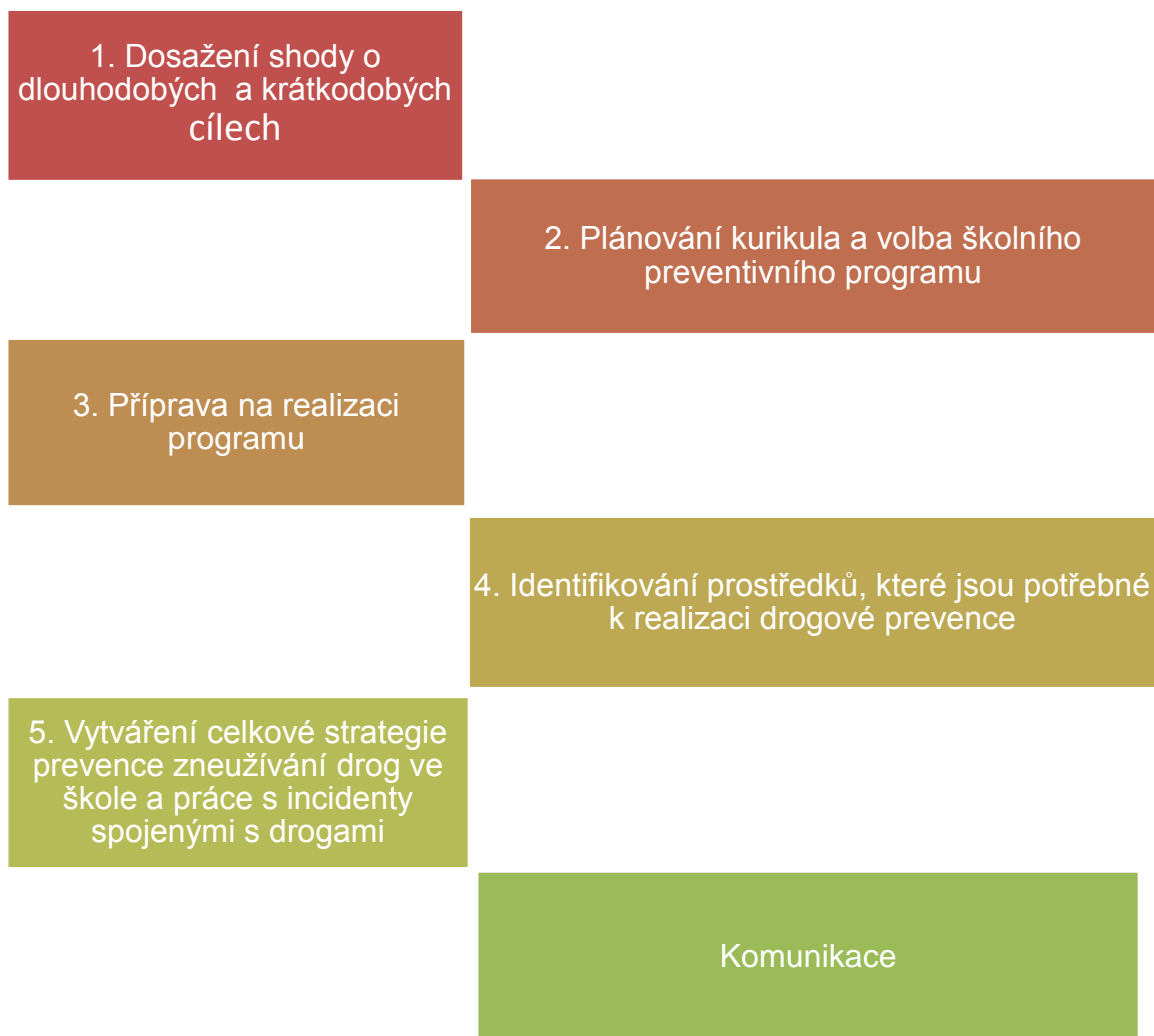 1. Dosažení shody o
dlouhodobých a krátkodobých
cílech
2. Plánování kurikula a volba školního
preventivního programu
3. Příprava na realizaci
programu
4. Identifikování prostředků, které jsou potřebné
k realizaci drogové prevence
5. Vytváření celkové strategie
prevence zneužívání drog ve
škole a práce s incidenty
spojenými s drogami
Komunikace